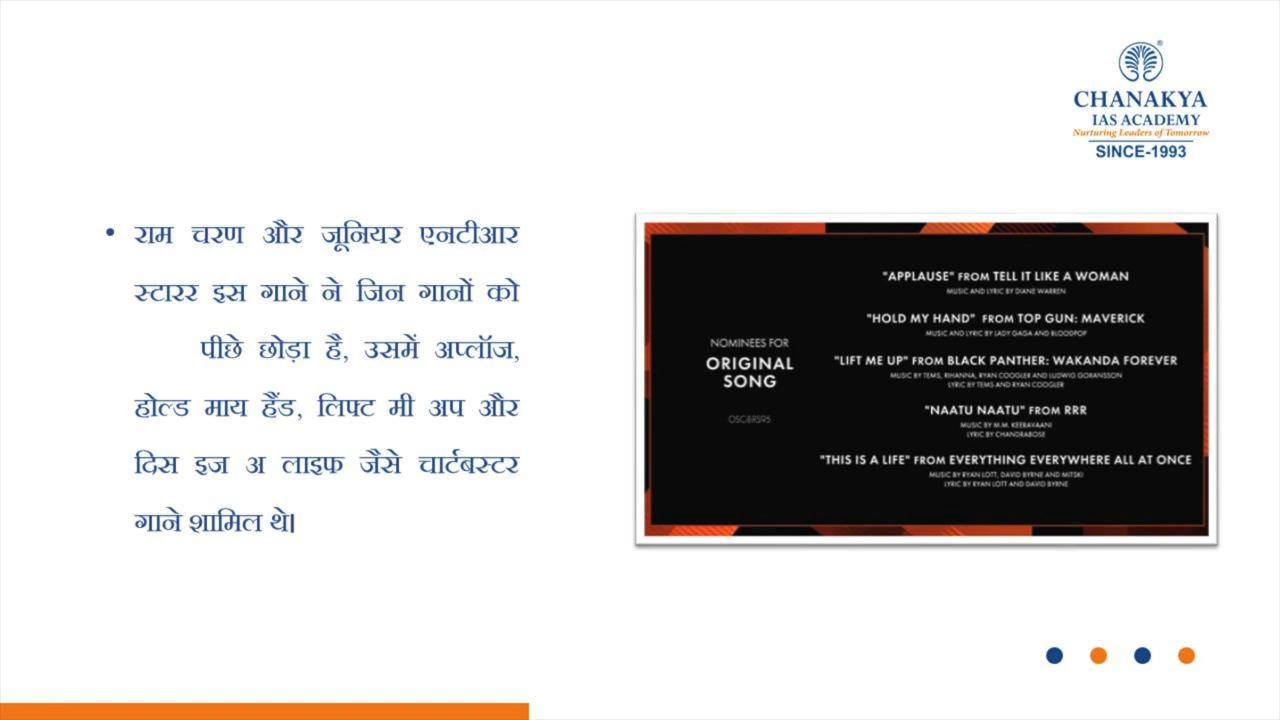 CHANAKYA
IAS ACADEMY
Nurturing Leaders of Tomorrow
SINCE-1993
• राम चरण और जूनियर एनटीआर
स्टारर इस गाने ने जिन गानों को
पीछे छोड़ा है, उसमें अप्लॉज,
होल्ड माय हैंड, लिफ्ट मी अप और
दिस इज अ लाइफ जैसे चार्टबस्टर
गाने शामिल थे।
NOMINEES FOR
ORIGINAL
SONG
OSCARS95
"APPLAUSE" FROM TELL IT LIKE A WOMAN
MUSIC AND LYRIC BY DIANE WARREN
"HOLD MY HAND" FROM TOP GUN: MAVERICK
MUSIC AND LYRIC BY LADY GAGA AND BLOODPOP
"LIFT ME UP" FROM BLACK PANTHER: WAKANDA FOREVER
MUSIC BY TEMS, RIHANNA, RYAN COOGLER AND LUDWIG GORANSSON
LYRIC BY TEMS AND RYAN COOGLER
"NAATU NAATU" FROM RRR
MUSIC BY M.M. KEERAVAANI
LYRIC BY CHANDRABOSE
"THIS IS A LIFE" FROM EVERYTHING EVERYWHERE ALL AT ONCE
MUSIC BY RYAN LOTT, DAVID BYRNE AND MITSKI
LYRIC BY RYAN LOTT AND DAVID BYRNE